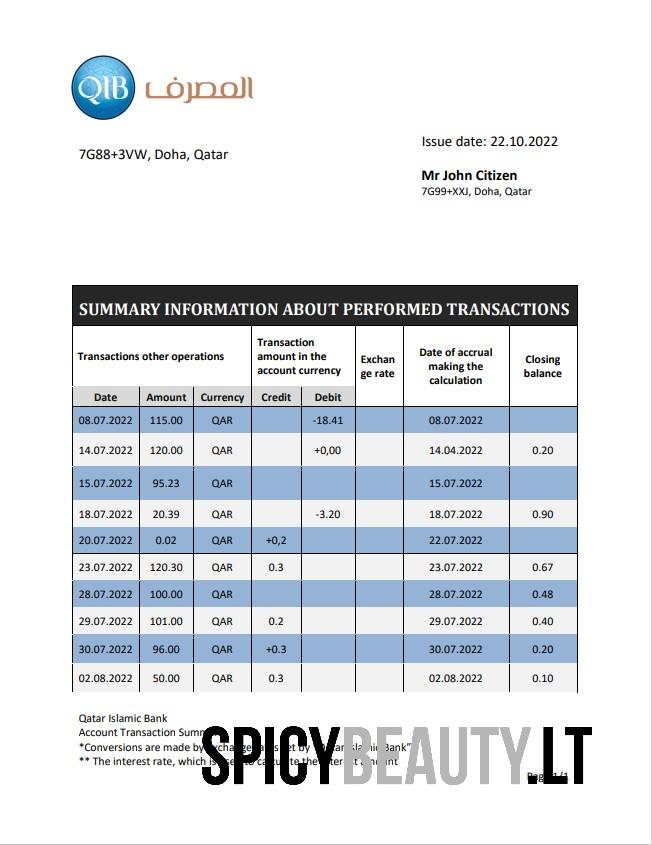 QIB المصرف
7G88+3VW, Doha, Qatar
Issue date: 22.10.2022
Mr John Citizen
7G99+XXJ, Doha, Qatar
SUMMARY INFORMATION ABOUT PERFORMED TRANSACTIONS
Transactions other operations
Transaction
amount in the
account currency
Exchan
ge rate
Date of accrual
making the
calculation
Closing
balance
Date Amount Currency Credit Debit
08.07.2022 115.00 QAR -18.41 08.07.2022
14.07.2022 120.00 QAR +0,00 14.04.2022 0.20
15.07.2022 95.23 QAR 15.07.2022
18.07.2022 20.39 QAR -3.20 18.07.2022 0.90
20.07.2022 0.02 QAR +0,2 22.07.2022
23.07.2022 120.30 QAR 0.3 23.07.2022 0.67
28.07.2022 100.00 QAR 28.07.2022 0.48
29.07.2022 101.00 QAR 0.2 29.07.2022 0.40
30.07.2022 96.00 QAR +0.3 30.07.2022 0.20
02.08.2022 50.00 QAR 0.3 02.08.2022 0.10
Qatar Islamic Bank
Account Transaction
*Conversions are made by exchange set by "Qatar Islamic Bank"
** The interest rate, which is used to calculate the interest amount
SPICYBEAUTY.LT
Page 1/1